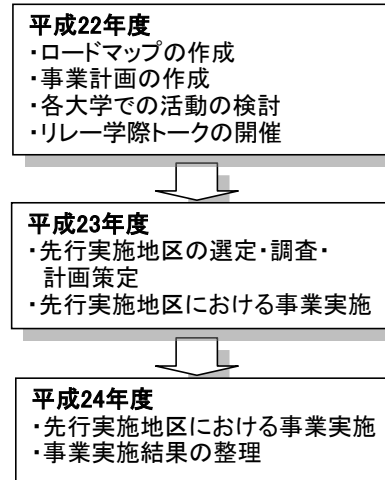 平成22年度
・ロードマップの作成
・事業計画の作成
・各大学での活動の検討
・リレー学際トークの開催
平成23年度
・先行実施地区の選定・調査・
計画策定
・先行実施地区における事業実施
平成24年度
・先行実施地区における事業実施
・事業実施結果の整理